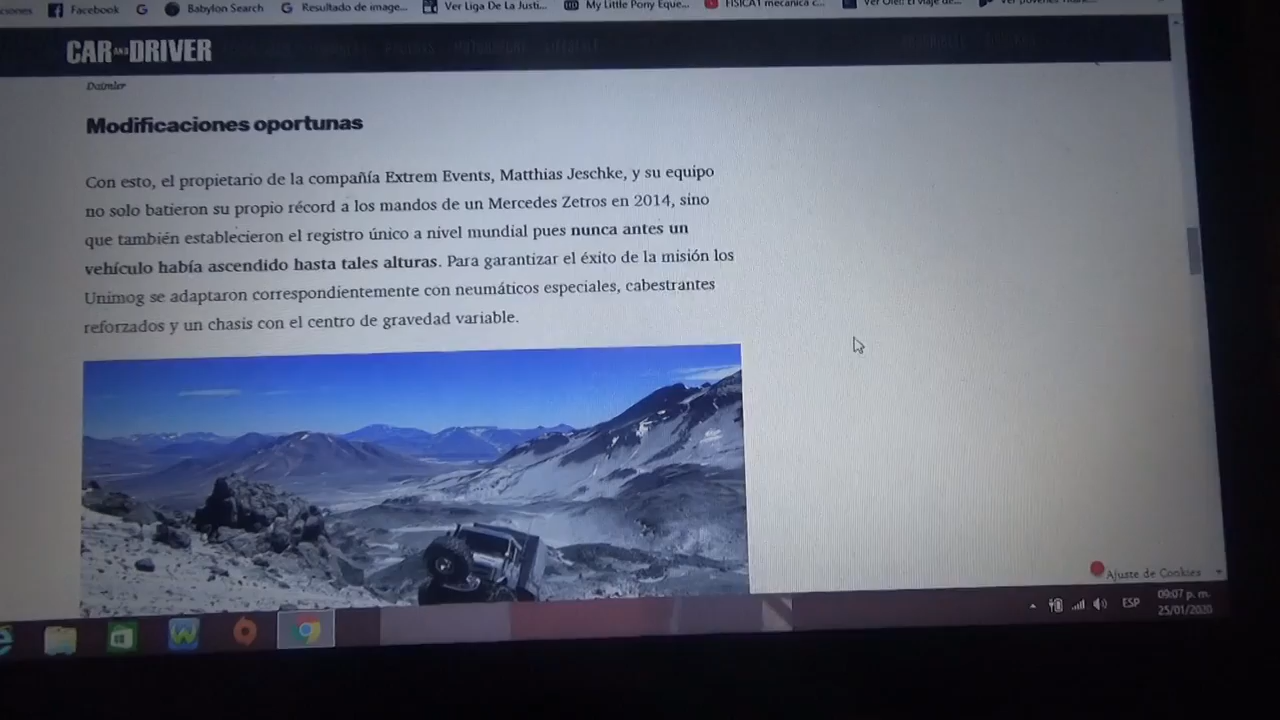 ciones Facebook Babylon Search Resultado de image... Ver Liga De La Justi... My Little Pony Eque... FISICA1 mecanica c...
CAR AND DRIVER
Daimler
Modificaciones oportunas
Con esto, el propietario de la compañía Extrem Events, Matthias Jeschke, y su equipo
no solo batieron su propio récord a los mandos de un Mercedes Zetros en 2014, sino
que también establecieron el registro único a nivel mundial pues nunca antes un
vehículo había ascendido hasta tales alturas. Para garantizar el éxito de la misión los
Unimog se adaptaron correspondientemente con neumáticos especiales, cabestrantes
reforzados y un chasis con el centro de gravedad variable.
Ajuste de Cookies
ESP 09:07 p. m.
25/01/2020